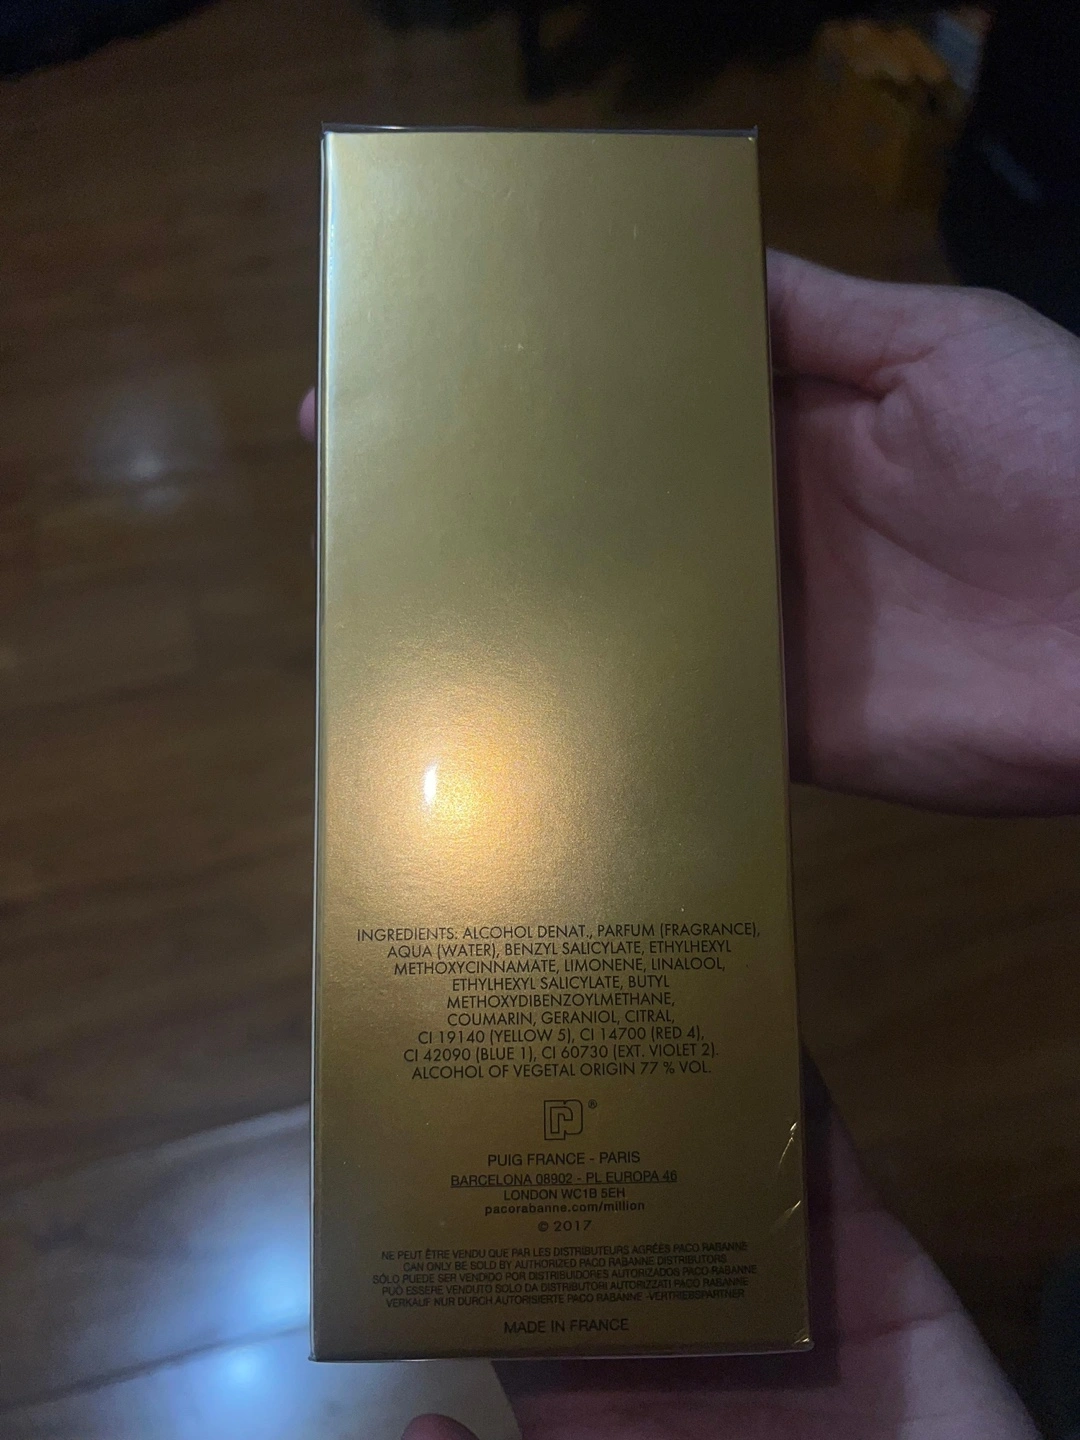 INGREDIENTS: ALCOHOL DENAT., PARFUM (FRAGRANCE),
AQUA (WATER), BENZYL SALICYLATE, ETHYLHEXYL
METHOXYCINNAMATE, LIMONENE, LINALOOL,
ETHYLHEXYL SALICYLATE, BUTYL
METHOXYDIBENZOYLMETHANE,
COUMARIN, GERANIOL, CITRAL,
CI 19140 (YELLOW 5), CI 14700 (RED 4),
CI 42090 (BLUE 1), CI 60730 (EXT. VIOLET 2).
ALCOHOL OF VEGETAL ORIGIN 77 % VOL.
®
PUIG FRANCE - PARIS
BARCELONA 08902 - PL EUROPA 46
LONDON WC1B 5EH
pacorabanne.com/million
© 2017
NE PEUT ÊTRE VENDU QUE PAR LES DISTRIBUTEURS AGRÉÉS PACO RABANNE
CAN ONLY BE SOLD BY AUTHORIZED PACO RABANNE DISTRIBUTORS
SÓLO PUEDE SER VENDIDO POR DISTRIBUIDORES AUTORIZADOS PACO RABANNE
PUÒ ESSERE VENDUTO SOLO DA DISTRIBUTORI AUTORIZZATI PACO RABANNE
VERKAUF NUR DURCH AUTORISIERTE PACO RABANNE -VERTRIEBSPARTNER
MADE IN FRANCE